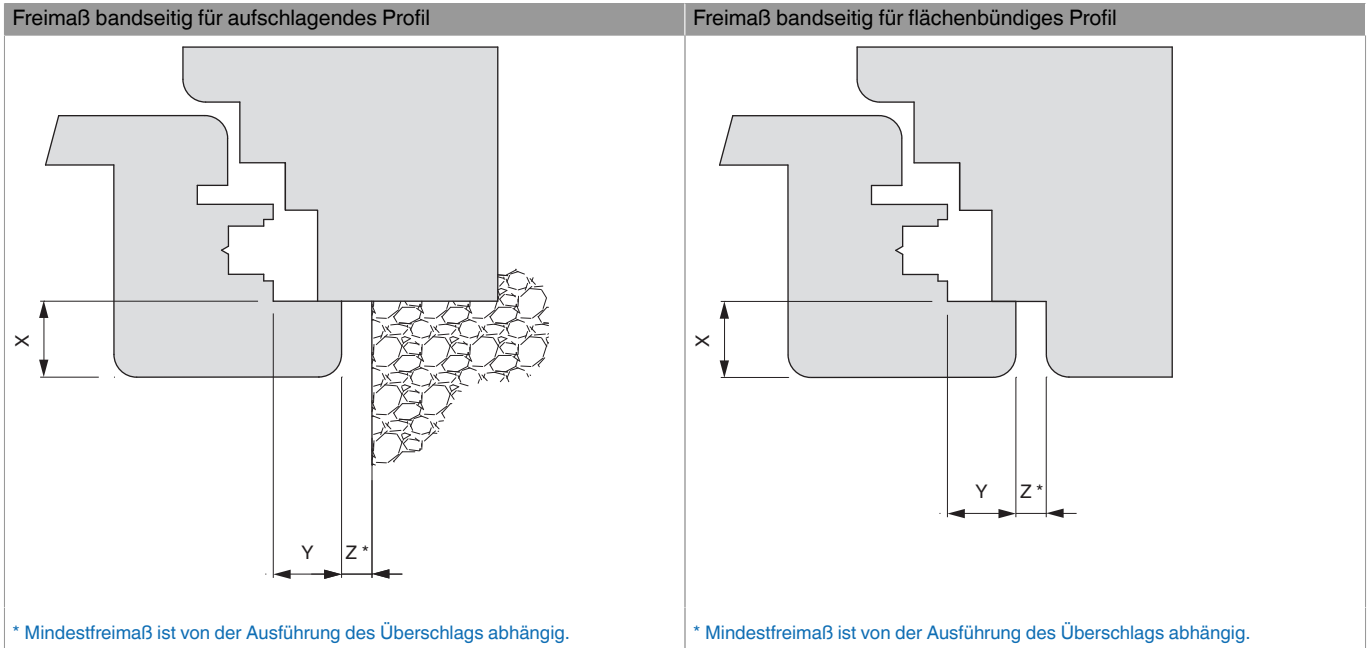 Freimaß bandseitig für aufschlagendes Profil
X
Y
Z *
* Mindestfreimaß ist von der Ausführung des Überschlags abhängig.
Freimaß bandseitig für flächenbündiges Profil
X
Y
Z *
* Mindestfreimaß ist von der Ausführung des Überschlags abhängig.